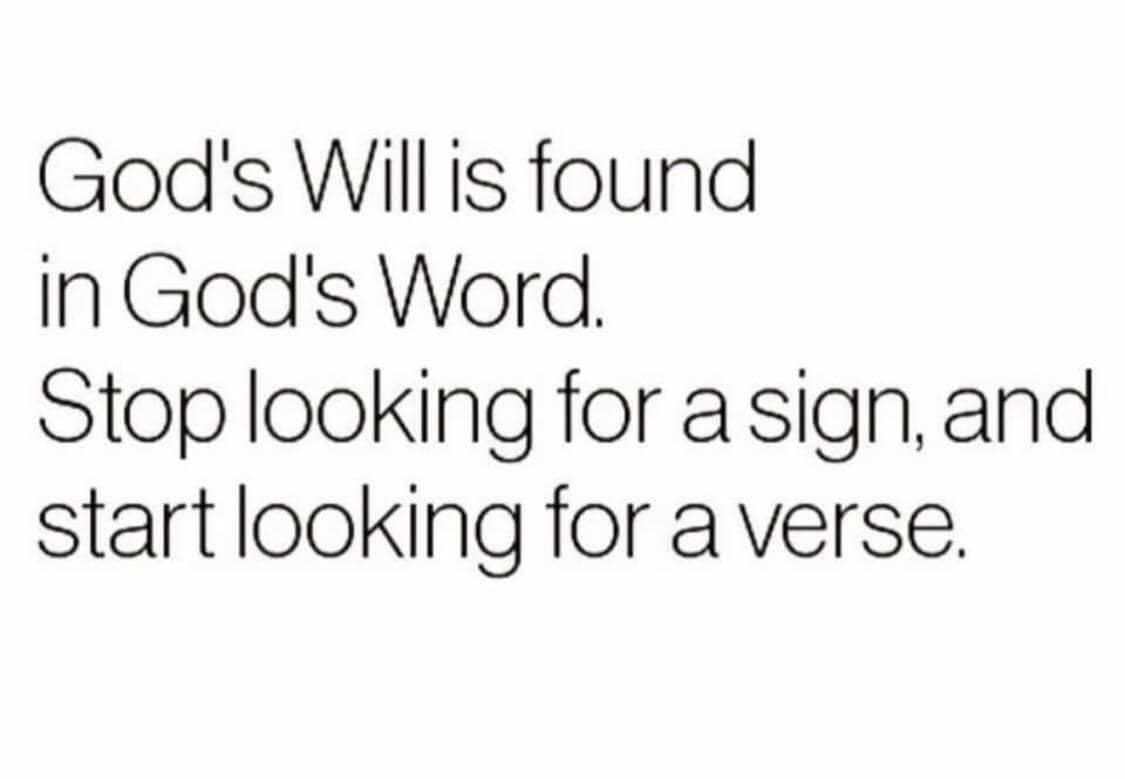 God's Will is found
in God's Word.
Stop looking for a sign, and
start looking for a verse.